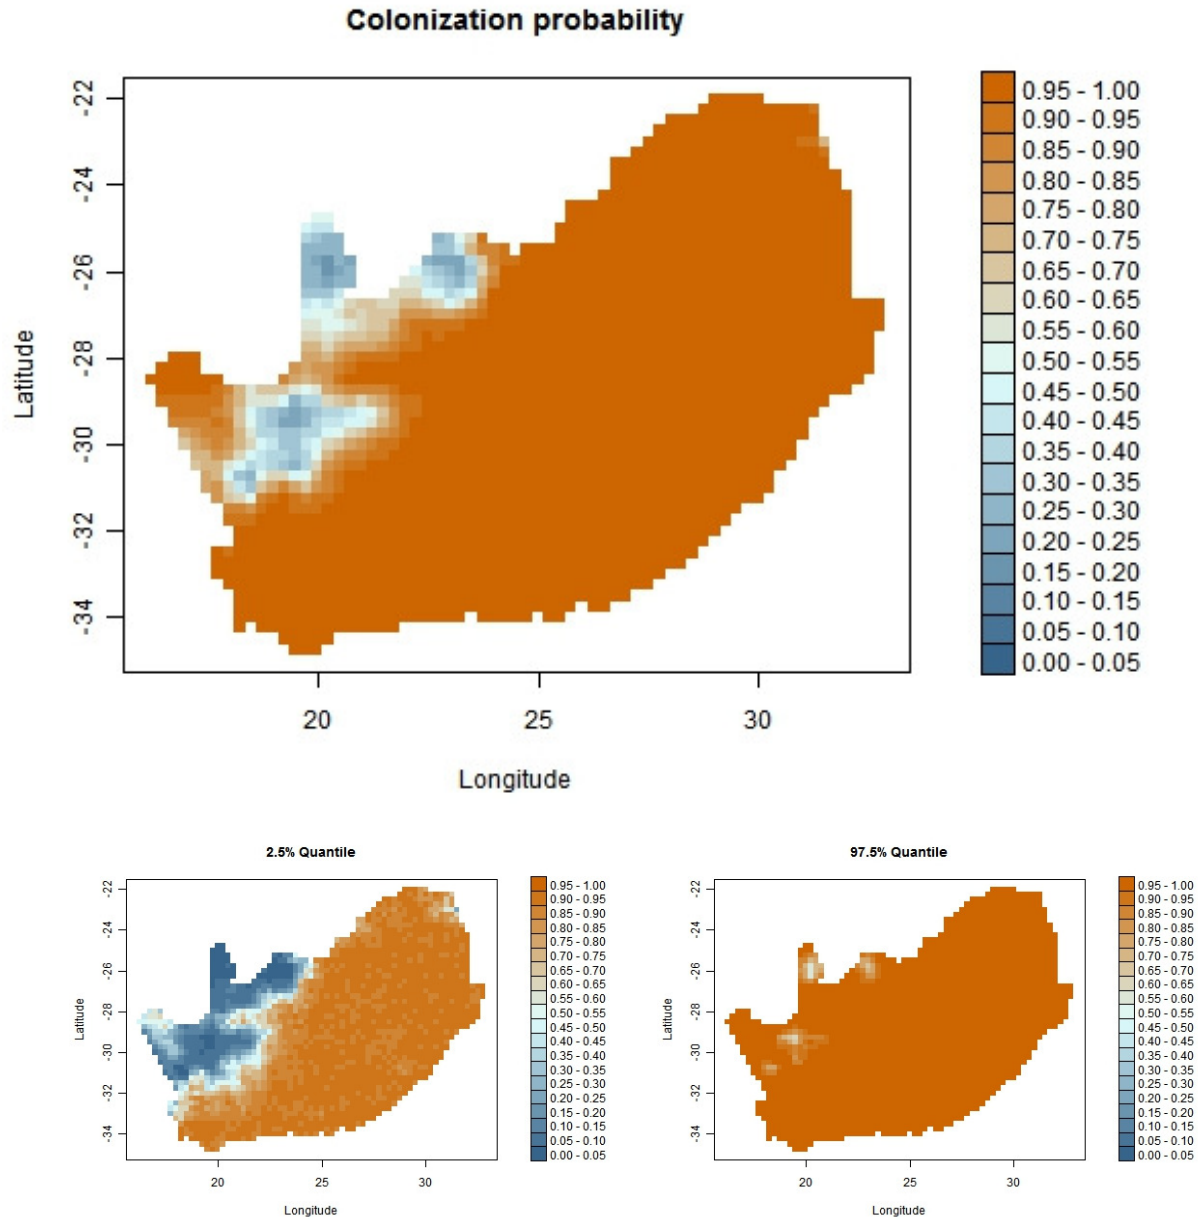 Colonization probability
-22
-24
-26
-28
-30
-32
-34
Latitude
20 25 30
Longitude
0.95 - 1.00
0.90 - 0.95
0.85 - 0.90
0.80 - 0.85
0.75 - 0.80
0.70 - 0.75
0.65 - 0.70
0.60 - 0.65
0.55 - 0.60
0.50 - 0.55
0.45 - 0.50
0.40 - 0.45
0.35 - 0.40
0.30 - 0.35
0.25 - 0.30
0.20 - 0.25
0.15 - 0.20
0.10 - 0.15
0.05 - 0.10
0.00 - 0.05
2.5% Quantile
-22
-24
-26
-28
-30
-32
-34
Latitude
20 25 30
Longitude
0.95 - 1.00
0.90 - 0.95
0.85 - 0.90
0.80 - 0.85
0.75 - 0.80
0.70 - 0.75
0.65 - 0.70
0.60 - 0.65
0.55 - 0.60
0.50 - 0.55
0.45 - 0.50
0.40 - 0.45
0.35 - 0.40
0.30 - 0.35
0.25 - 0.30
0.20 - 0.25
0.15 - 0.20
0.10 - 0.15
0.05 - 0.10
0.00 - 0.05
97.5% Quantile
-22
-24
-26
-28
-30
-32
-34
Latitude
20 25 30
Longitude
0.95 - 1.00
0.90 - 0.95
0.85 - 0.90
0.80 - 0.85
0.75 - 0.80
0.70 - 0.75
0.65 - 0.70
0.60 - 0.65
0.55 - 0.60
0.50 - 0.55
0.45 - 0.50
0.40 - 0.45
0.35 - 0.40
0.30 - 0.35
0.25 - 0.30
0.20 - 0.25
0.15 - 0.20
0.10 - 0.15
0.05 - 0.10
0.00 - 0.05